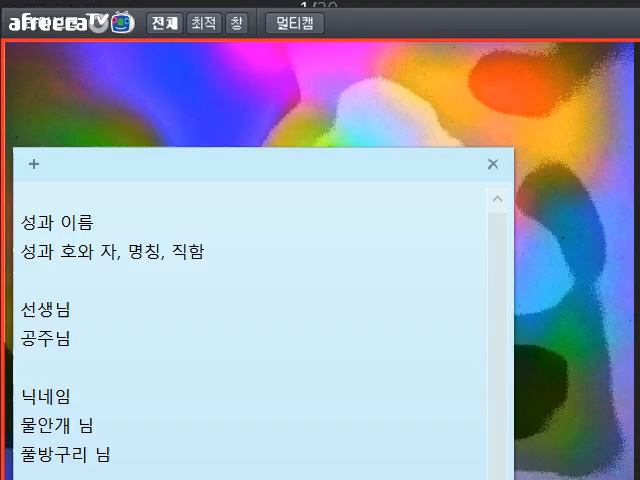 afreecaTV
전체 최적 창 멀티캠
성과 이름
성과 호와 자, 명칭, 직함
선생님
공주님
닉네임
물안개 님
풀방구리 님